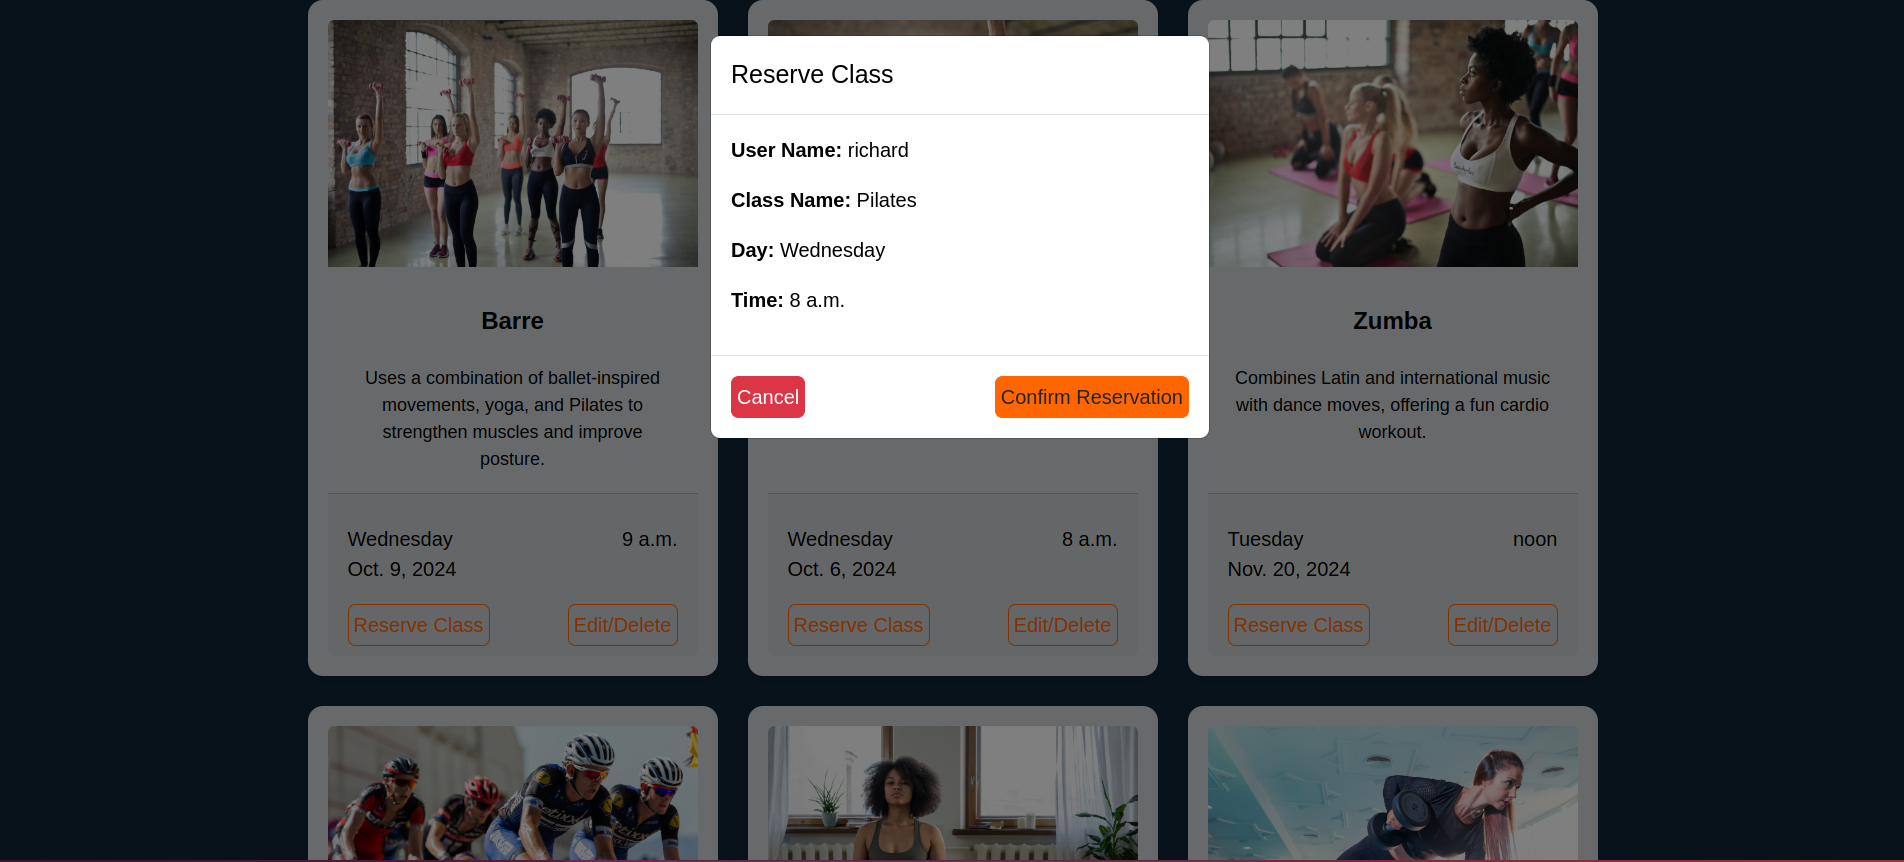 Reserve Class
User Name: richard
Class Name: Pilates
Day: Wednesday
Time: 8 a.m.
Cancel
Confirm Reservation
Barre
Uses a combination of ballet-inspired
movements, yoga, and Pilates to
strengthen muscles and improve
posture.
Wednesday
9 a.m.
Oct. 9, 2024
Reserve Class
Edit/Delete
Wednesday
8 a.m.
Oct. 6, 2024
Reserve Class
Edit/Delete
Zumba
Combines Latin and international music
with dance moves, offering a fun cardio
workout.
Tuesday
noon
Nov. 20, 2024
Reserve Class
Edit/Delete